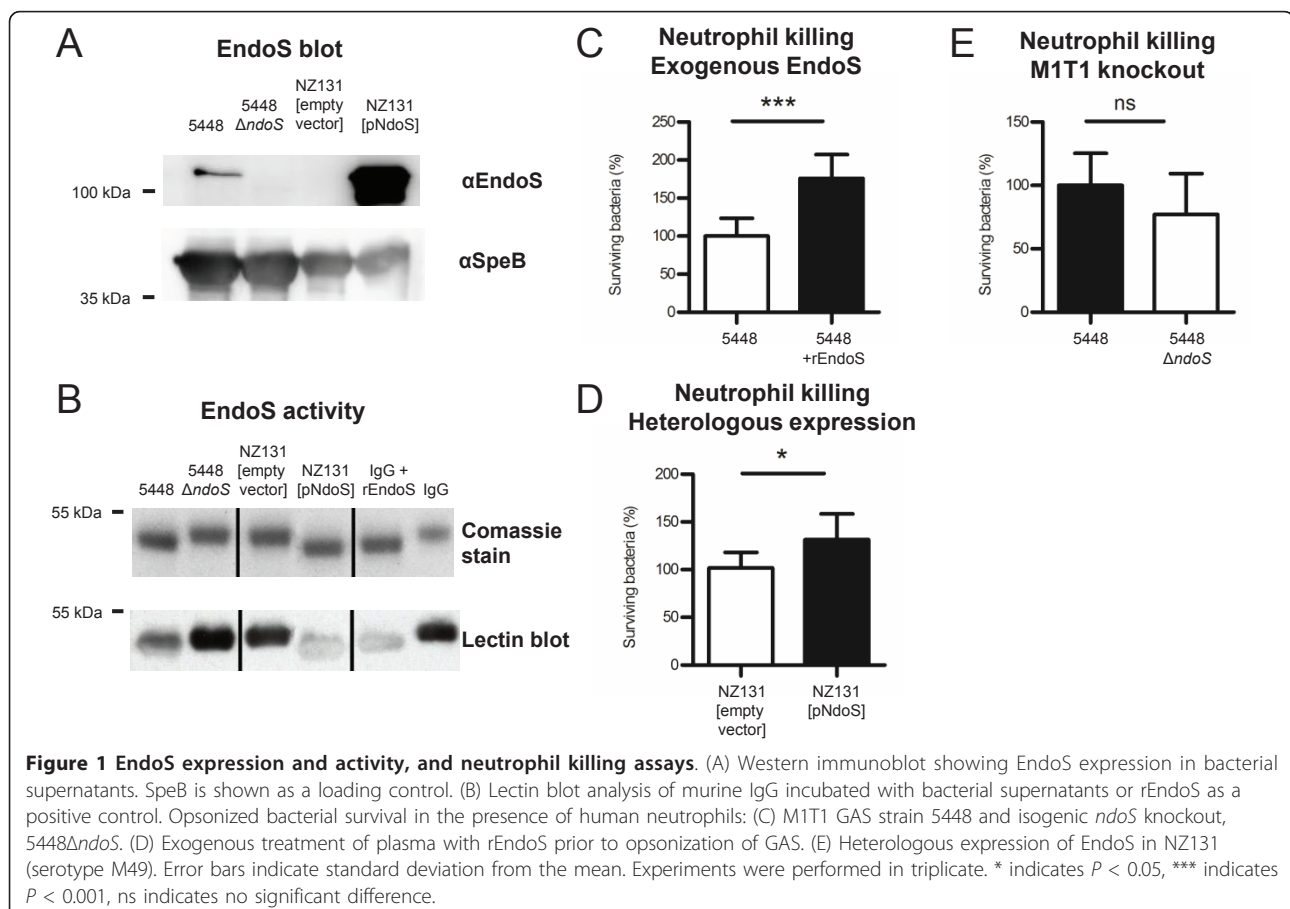 A
EndoS blot
5448
5448
ΔndoS
NZ131
[empty
vector]
NZ131
[pNdoS]
100 kDa
αEndoS
αSpeB
35 kDa
B
EndoS activity
5448
5448
ΔndoS
NZ131
[empty
vector]
NZ131
[pNdoS]
IgG +
rEndoS
IgG
55 kDa
Comassie
stain
55 kDa
Lectin blot
C
Neutrophil killing
Exogenous EndoS
***
Surviving bacteria (%)
250
200
150
100
50
0
5448
5448
+rEndoS
D
Neutrophil killing
Heterologous expression
*
Surviving bacteria (%)
200
150
100
50
0
NZ131
[empty
vector]
NZ131
[pNdoS]
E
Neutrophil killing
M1T1 knockout
ns
Surviving bacteria (%)
150
100
50
0
5448
5448
ΔndoS
Figure 1 EndoS expression and activity, and neutrophil killing assays. (A) Western immunoblot showing EndoS expression in bacterial
supernatants. SpeB is shown as a loading control. (B) Lectin blot analysis of murine IgG incubated with bacterial supernatants or rEndoS as a
positive control. Opsonized bacterial survival in the presence of human neutrophils: (C) M1T1 GAS strain 5448 and isogenic ndoS knockout,
5448ΔndoS. (D) Exogenous treatment of plasma with rEndoS prior to opsonization of GAS. (E) Heterologous expression of EndoS in NZ131
(serotype M49). Error bars indicate standard deviation from the mean. Experiments were performed in triplicate. * indicates P < 0.05, *** indicates
P < 0.001, ns indicates no significant difference.